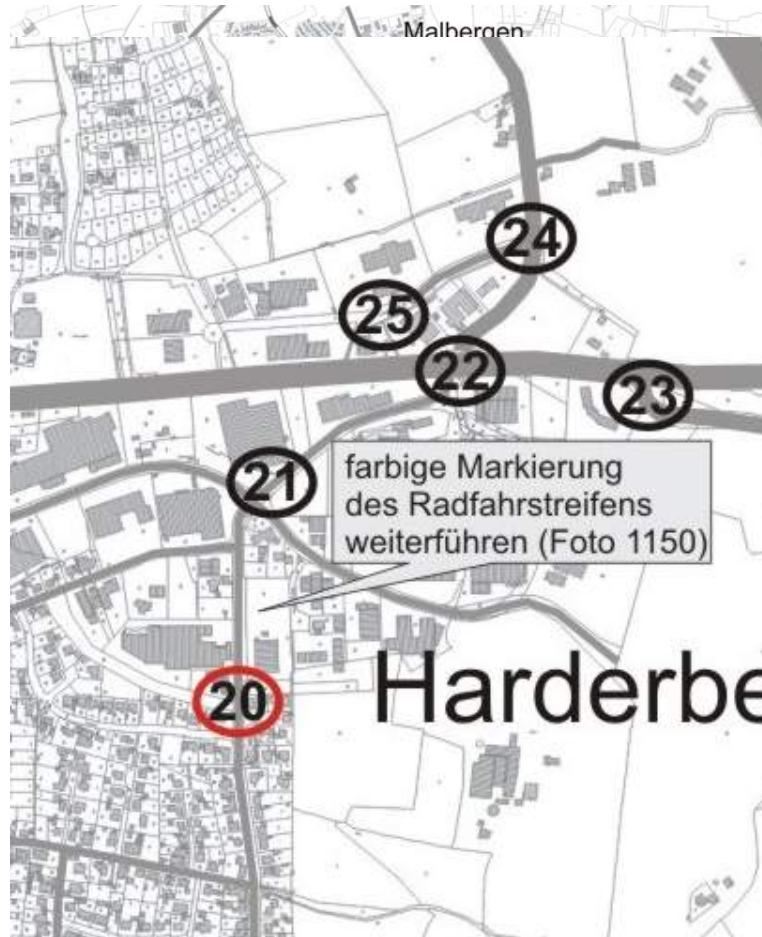 Malbergen
24
25
22
23
21
farbige Markierung
des Radfahrstreifens
weiterführen (Foto 1150)
20
Harderbe